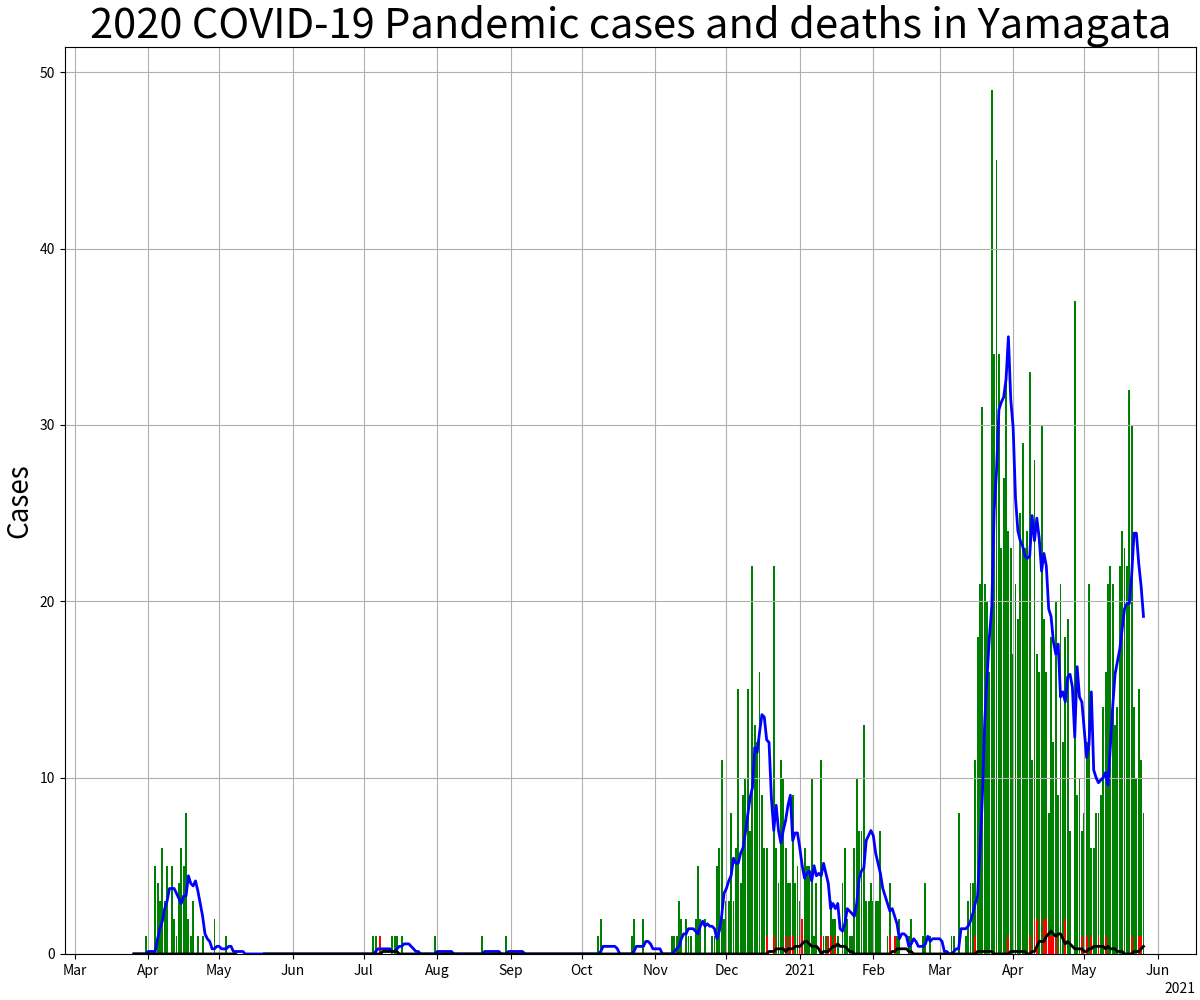 2020 COVID-19 Pandemic cases and deaths in Yamagata
50
40
30
20
10
0
Cases
Mar Apr May Jun Jul Aug Sep Oct Nov Dec 2021 Feb Mar Apr May Jun
2021